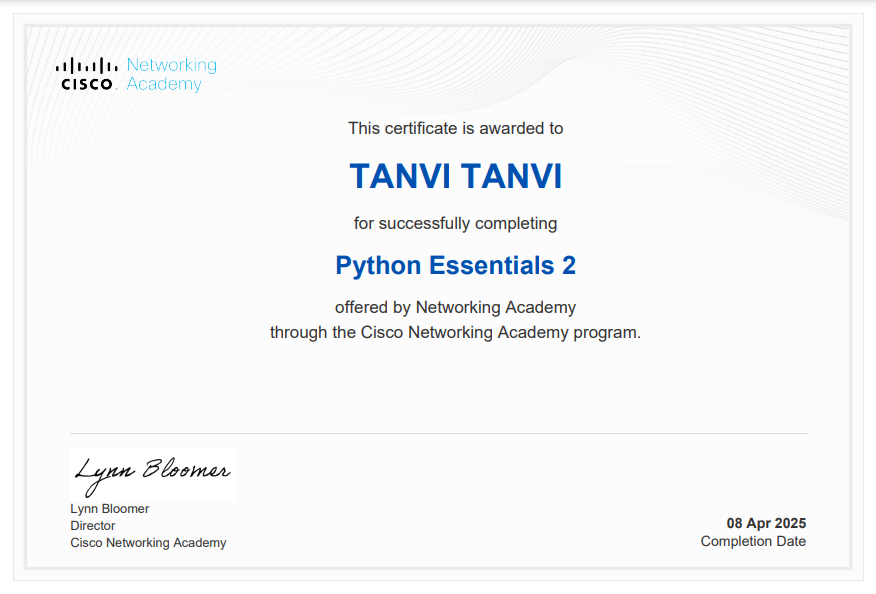 CISCO Networking
Academy
This certificate is awarded to
TANVI TANVI
for successfully completing
Python Essentials 2
offered by Networking Academy
through the Cisco Networking Academy program.
Lynn Bloomer
Lynn Bloomer
Director
Cisco Networking Academy
08 Apr 2025
Completion Date